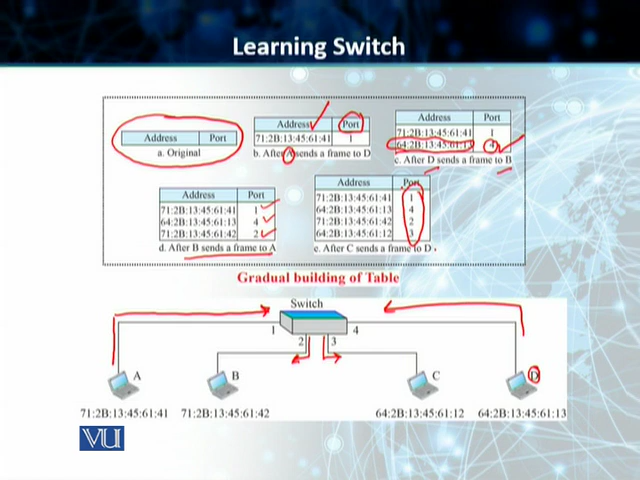 Learning Switch
Address Port
a. Original
Address Port
71:2B:13:45:61:41 1
b. After A sends a frame to D
Address Port
71:2B:13:45:61:41 1
64:2B:13:45:61:13 4
c. After D sends a frame to B
Address Port
71:2B:13:45:61:41 1
64:2B:13:45:61:13 4
71:2B:13:45:61:42 2
d. After B sends a frame to A
Address Port
71:2B:13:45:61:41 1
64:2B:13:45:61:13 4
71:2B:13:45:61:42 2
64:2B:13:45:61:12 3
e. After C sends a frame to D
Gradual building of Table
Switch
1 4
2 3
A B C D
71:2B:13:45:61:41 71:2B:13:45:61:42 64:2B:13:45:61:12 64:2B:13:45:61:13
VU